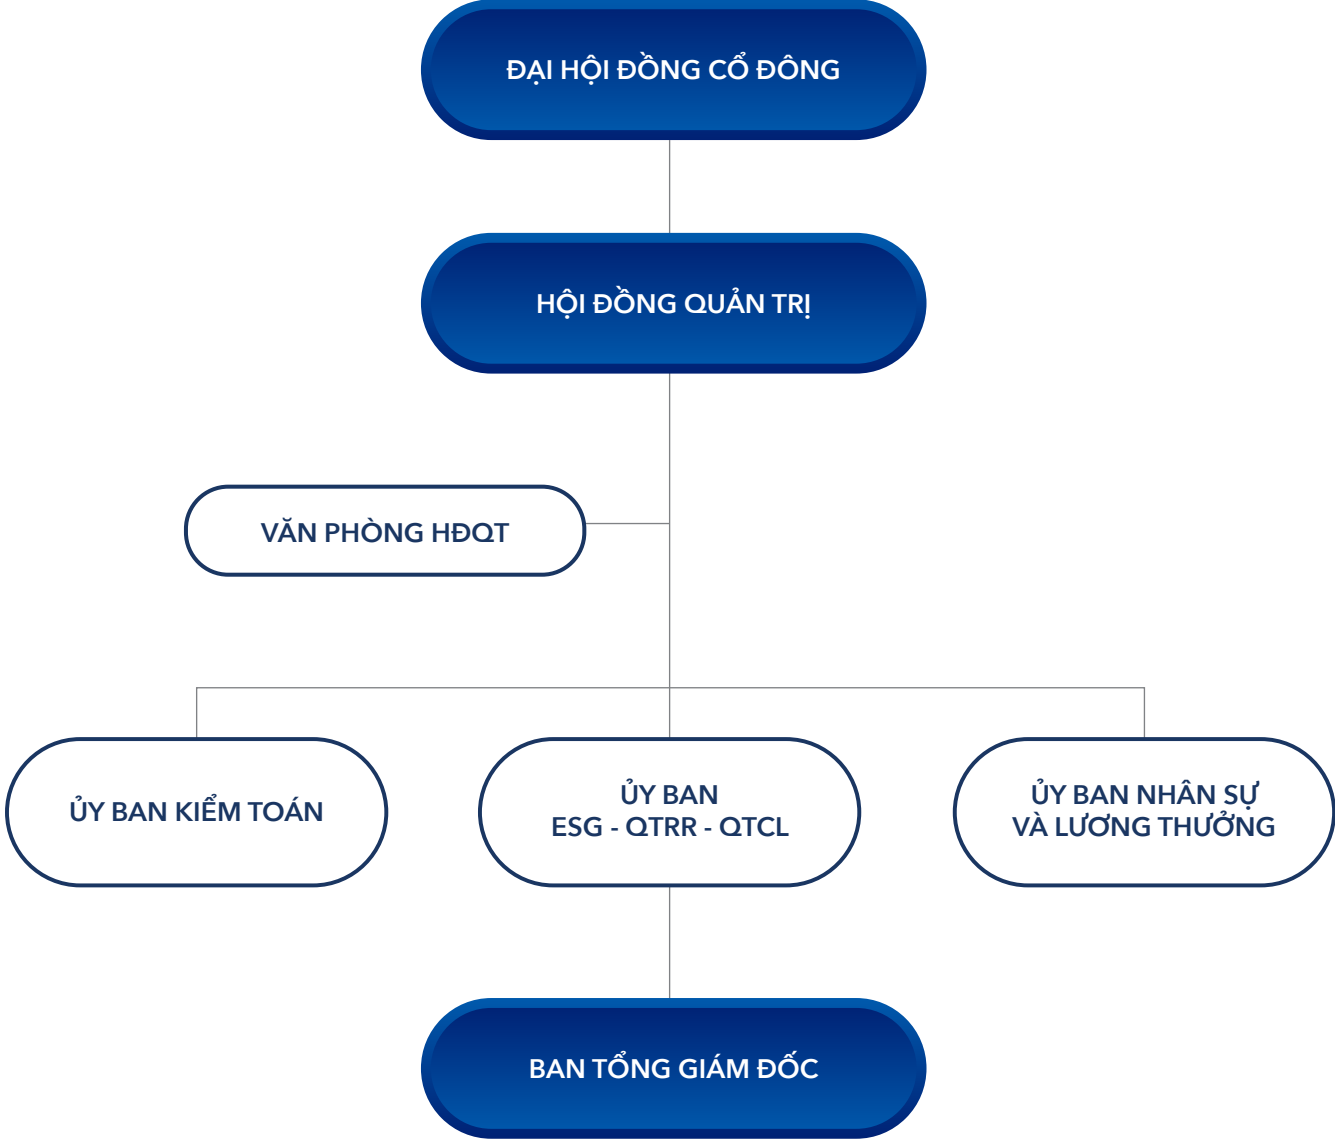 ĐẠI HỘI ĐỒNG CỔ ĐÔNG
HỘI ĐỒNG QUẢN TRỊ
VĂN PHÒNG HĐQT
ỦY BAN KIỂM TOÁN
ỦY BAN
ESG - QTRR - QTCL
ỦY BAN NHÂN SỰ
VÀ LƯƠNG THƯỞNG
BAN TỔNG GIÁM ĐỐC